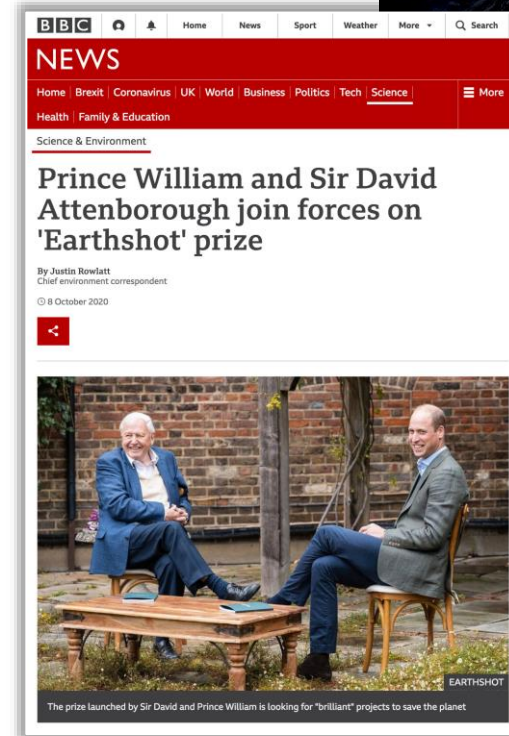 BBC Home News Sport Weather More Search
NEWS
Home Brexit Coronavirus UK World Business Politics Tech Science More
Health Family & Education
Science & Environment
Prince William and Sir David
Attenborough join forces on
'Earthshot' prize
By Justin Rowlatt
Chief environment correspondent
8 October 2020
EARTHSHOT
The prize launched by Sir David and Prince William is looking for "brilliant" projects to save the planet